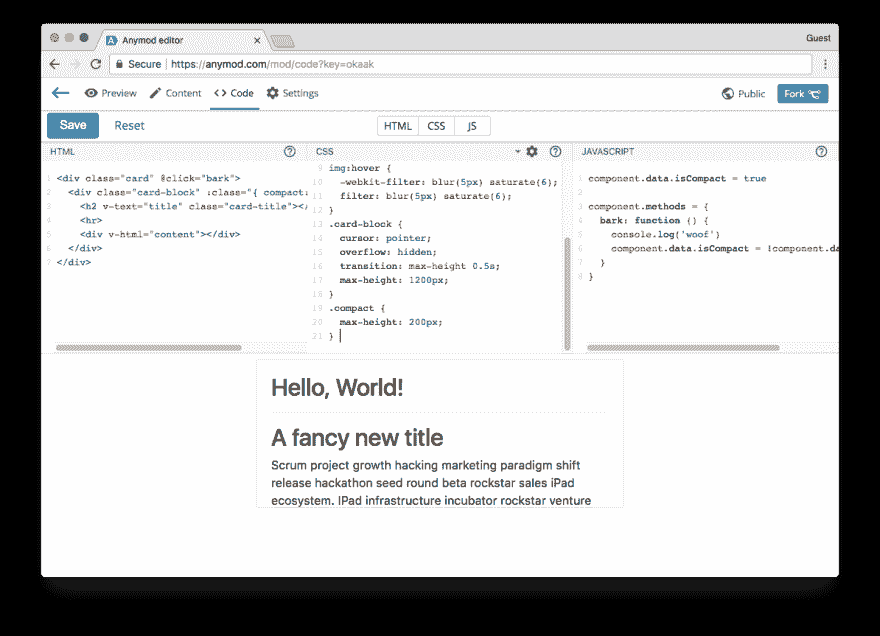 Anymod editor
Guest
Secure https://anymod.com/mod/code?key=okaak
Preview Content Code Settings Public Fork
Save Reset HTML CSS JS
HTML
1 <div class="card" @click="bark">
2 <div class="card-block" :class="{ compact:
3 <h2 v-text="title" class="card-title"></
4 <hr>
5 <div v-html="content"></div>
6 </div>
7 </div>
CSS
9 img:hover {
10 -webkit-filter: blur(5px) saturate(6);
11 filter: blur(5px) saturate(6);
12 }
13 .card-block {
14 cursor: pointer;
15 overflow: hidden;
16 transition: max-height 0.5s;
17 max-height: 1200px;
18 }
19 .compact {
20 max-height: 200px;
21 }
JAVASCRIPT
1 component.data.isCompact = true
2
3 component.methods = {
4 bark: function () {
5 console.log('woof')
6 component.data.isCompact = !component.da
7 }
8 }
Hello, World!
A fancy new title
Scrum project growth hacking marketing paradigm shift
release hackathon seed round beta rockstar sales iPad
ecosystem. IPad infrastructure incubator rockstar venture